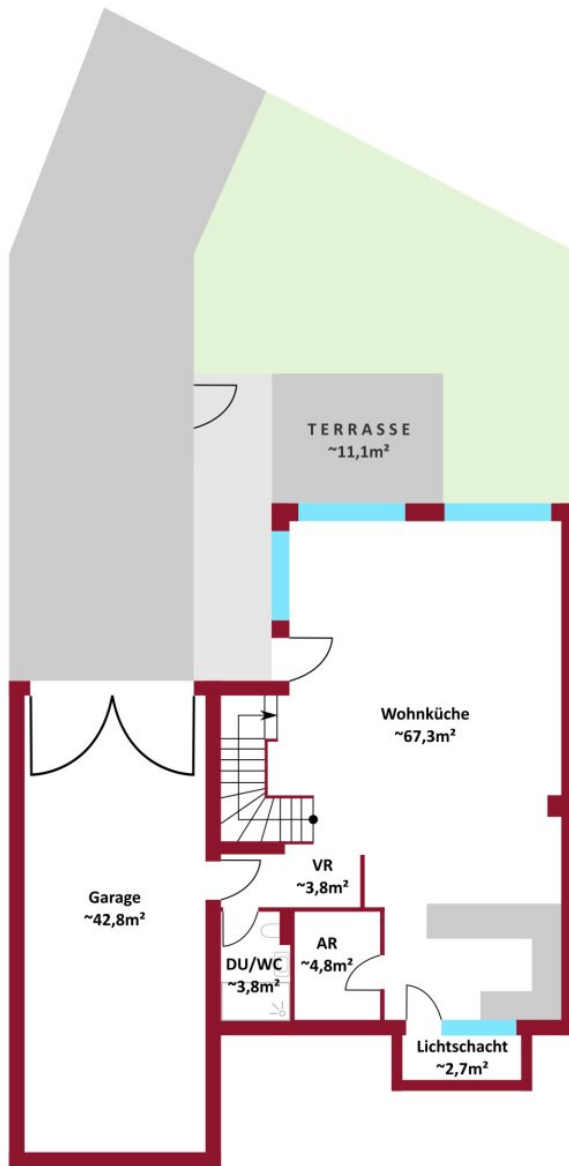 T E R R A S S E
~11,1m²
Wohnküche
~67,3m²
VR
~3,8m²
Garage
~42,8m²
AR
~4,8m²
DU/WC
~3,8m²
Lichtschacht
~2,7m²